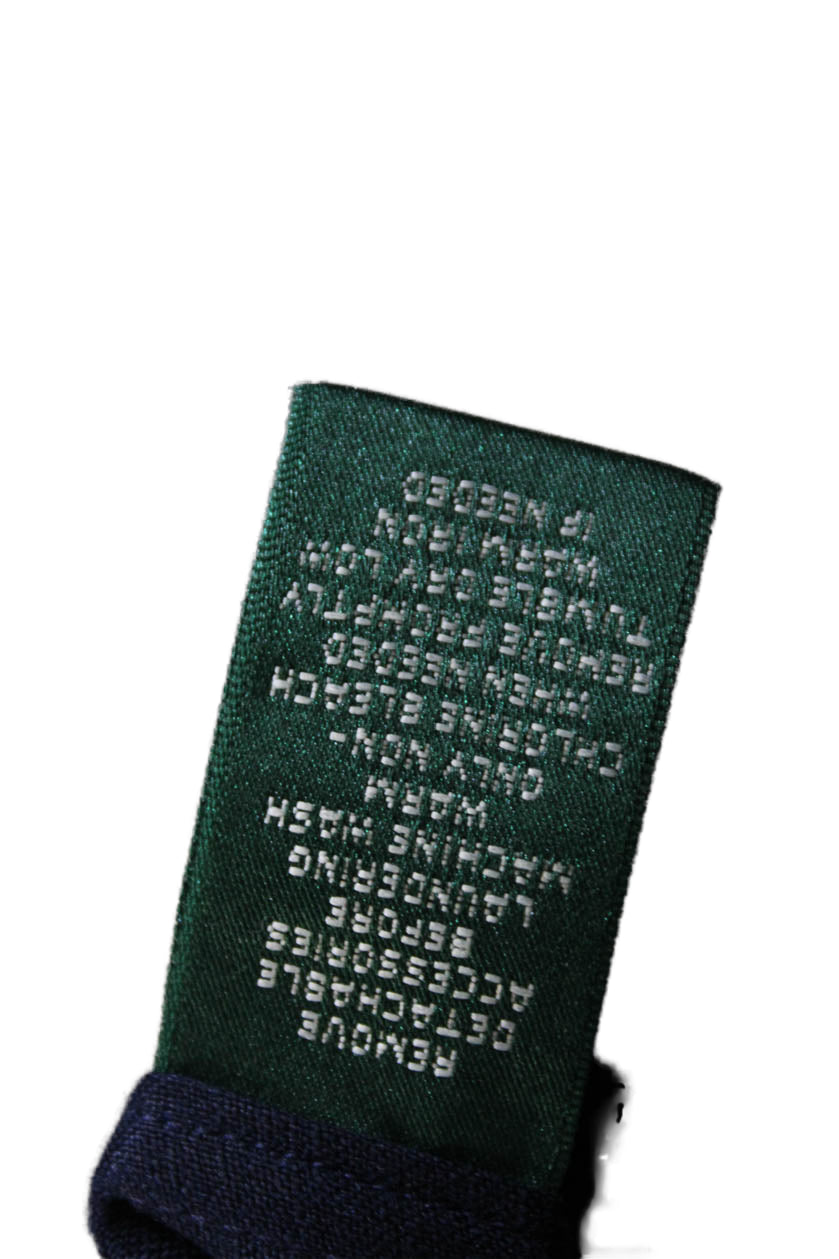 REMOVE
DETACHABLE
ACCESSORIES
BEFORE
LAUNDERING
MACHINE WASH
WARM
ONLY NON-
CHLORINE BLEACH
WHEN NEEDED
REMOVE PROMPTLY
TUMBLE DRY LOW
WARM IRON
IF NEEDED